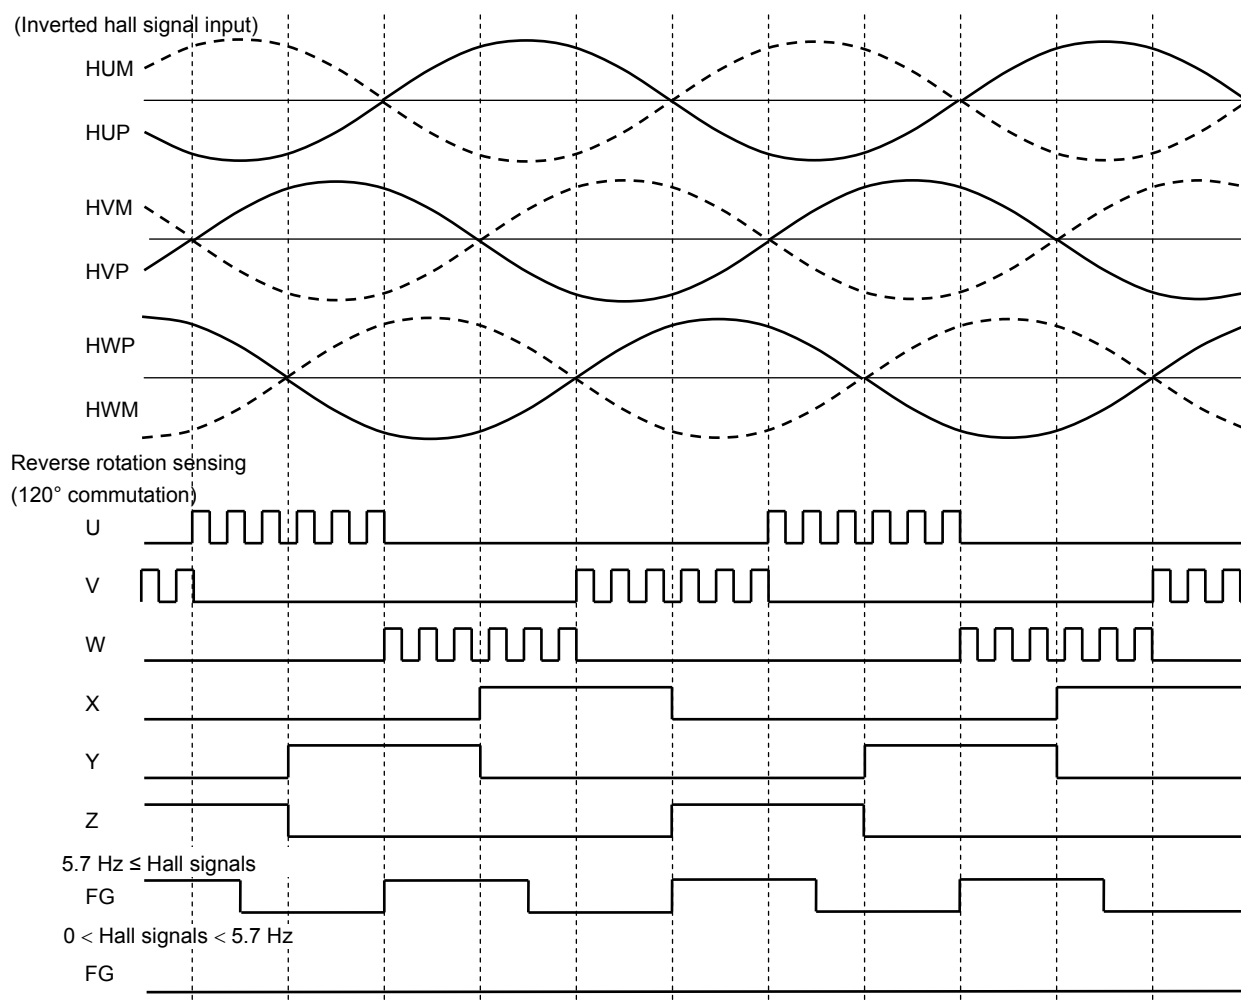 (Inverted hall signal input)
HUM
HUP
HVM
HVP
HWP
HWM
Reverse rotation sensing
(120° commutation)
U
V
W
X
Y
Z
5.7 Hz ≤ Hall signals
FG
0 < Hall signals < 5.7 Hz
FG